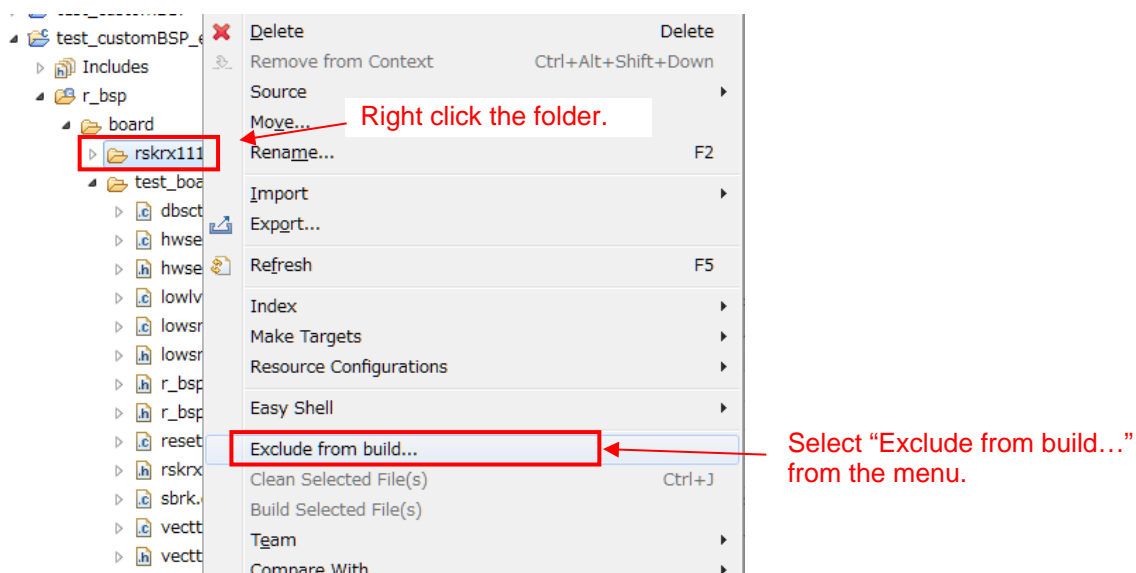 test_customBSP_e
Includes
r_bsp
board
rskrx111
test_boa
dbsct
hwse
hwse
lowlv
lowsr
lowsr
r_bsp
r_bsp
reset
rskrx
sbrk.
vectt
vectt
Delete Delete
Remove from Context Ctrl+Alt+Shift+Down
Source
Move...
Rename... F2
Import
Export...
Refresh F5
Index
Make Targets
Resource Configurations
Easy Shell
Exclude from build...
Clean Selected File(s) Ctrl+J
Build Selected File(s)
Team
Compare With
Right click the folder.
Select “Exclude from build…”
from the menu.